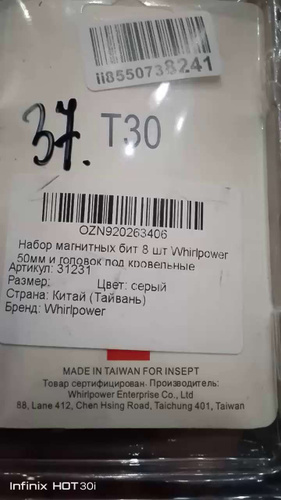 ii8550738241
37.
T30
OZN920263406
Набор магнитных бит 8 шт Whirlpower
50мм и головок под кровельные
Артикул: 31231
Размер: Цвет: серый
Страна: Китай (Тайвань)
Бренд: Whirlpower
MADE IN TAIWAN FOR INSEPT
Товар сертифицирован. Производитель:
Whirlpower Enterprise Co., Ltd
88, Lane 412, Chen Hsing Road, Taichung 401, Taiwan
Infinix HOT30i